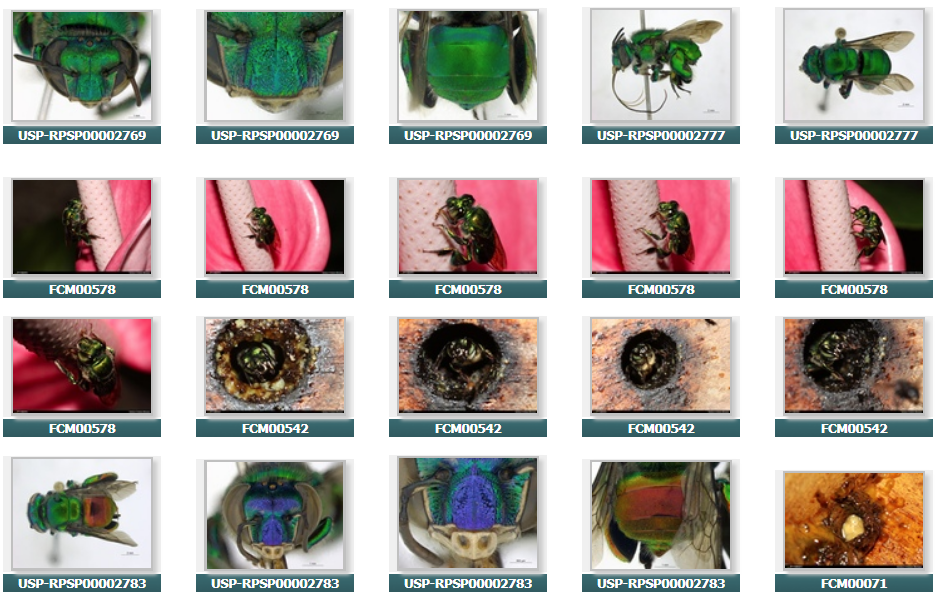 USP-RPSP00002769 USP-RPSP00002769 USP-RPSP00002769 USP-RPSP00002777 USP-RPSP00002777
FCM00578 FCM00578 FCM00578 FCM00578 FCM00578
FCM00578 FCM00542 FCM00542 FCM00542 FCM00542
USP-RPSP00002783 USP-RPSP00002783 USP-RPSP00002783 USP-RPSP00002783 FCM00071